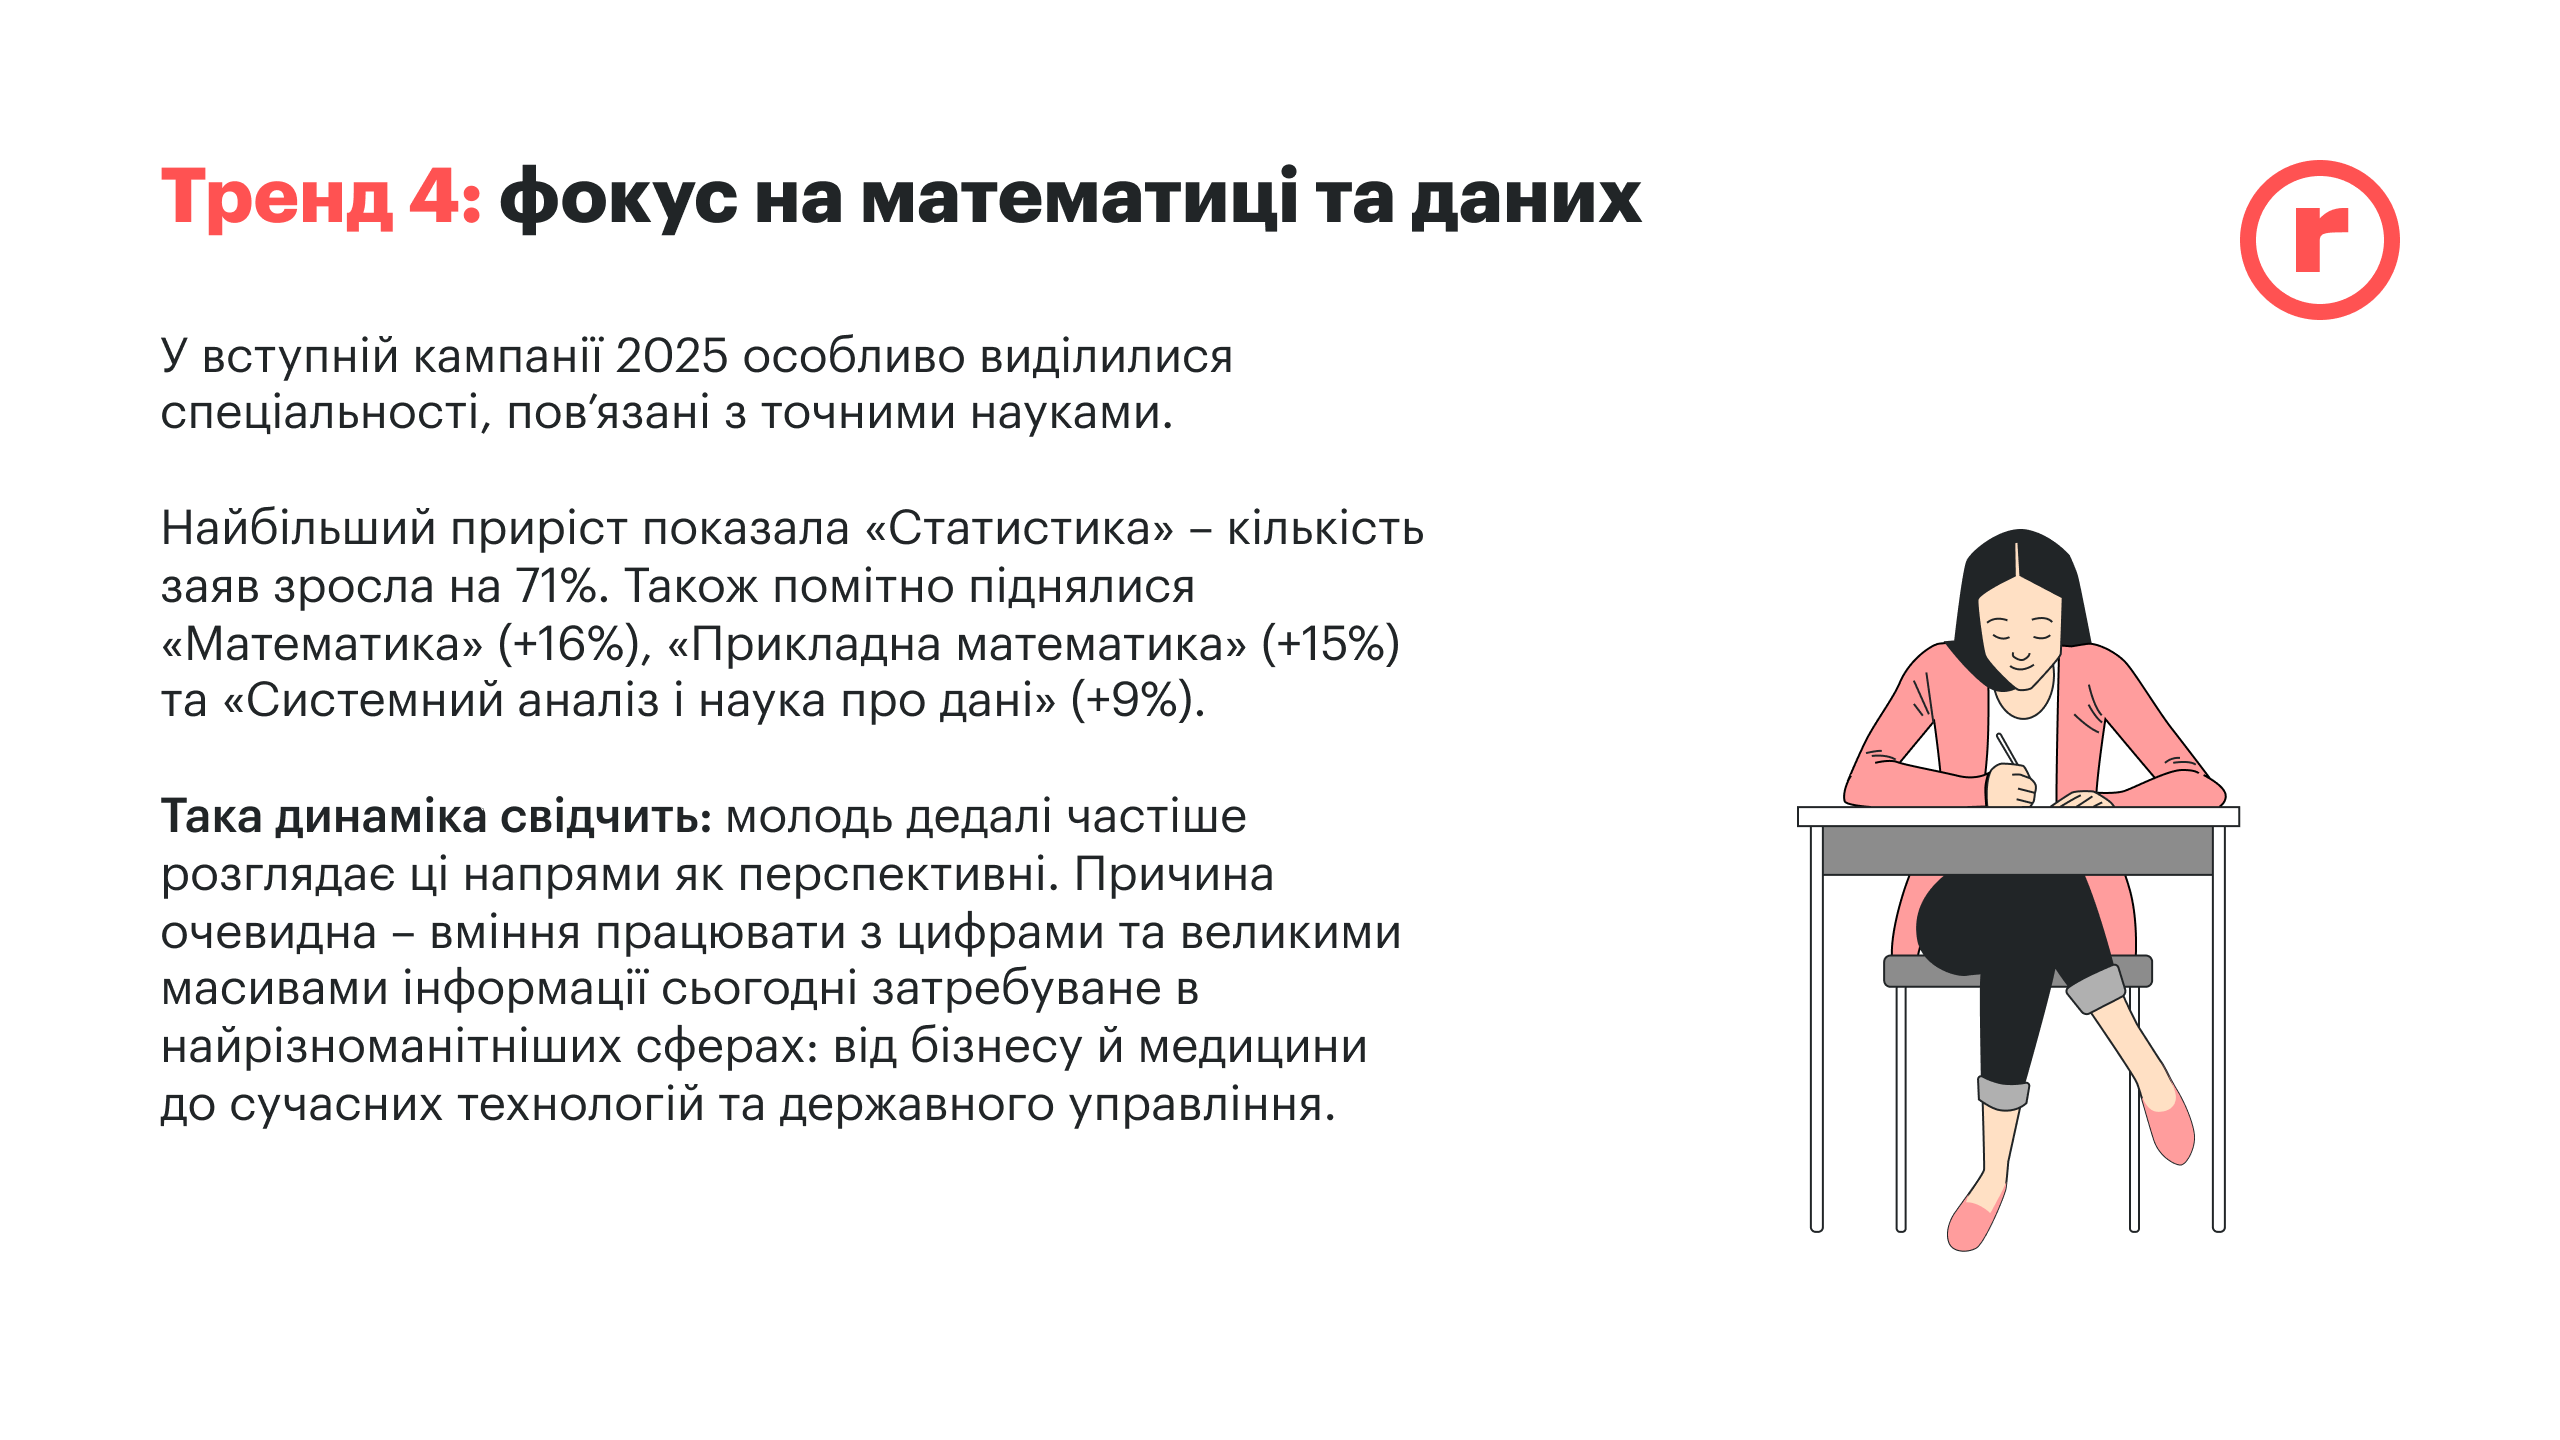 Тренд 4: фокус на математиці та даних
r
У вступній кампанії 2025 особливо виділилися
спеціальності, пов’язані з точними науками.
Найбільший приріст показала «Статистика» – кількість
заяв зросла на 71%. Також помітно піднялися
«Математика» (+16%), «Прикладна математика» (+15%)
та «Системний аналіз і наука про дані» (+9%).
Така динаміка свідчить: молодь дедалі частіше
розглядає ці напрями як перспективні. Причина
очевидна – вміння працювати з цифрами та великими
масивами інформації сьогодні затребуване в
найрізноманітніших сферах: від бізнесу й медицини
до сучасних технологій та державного управління.